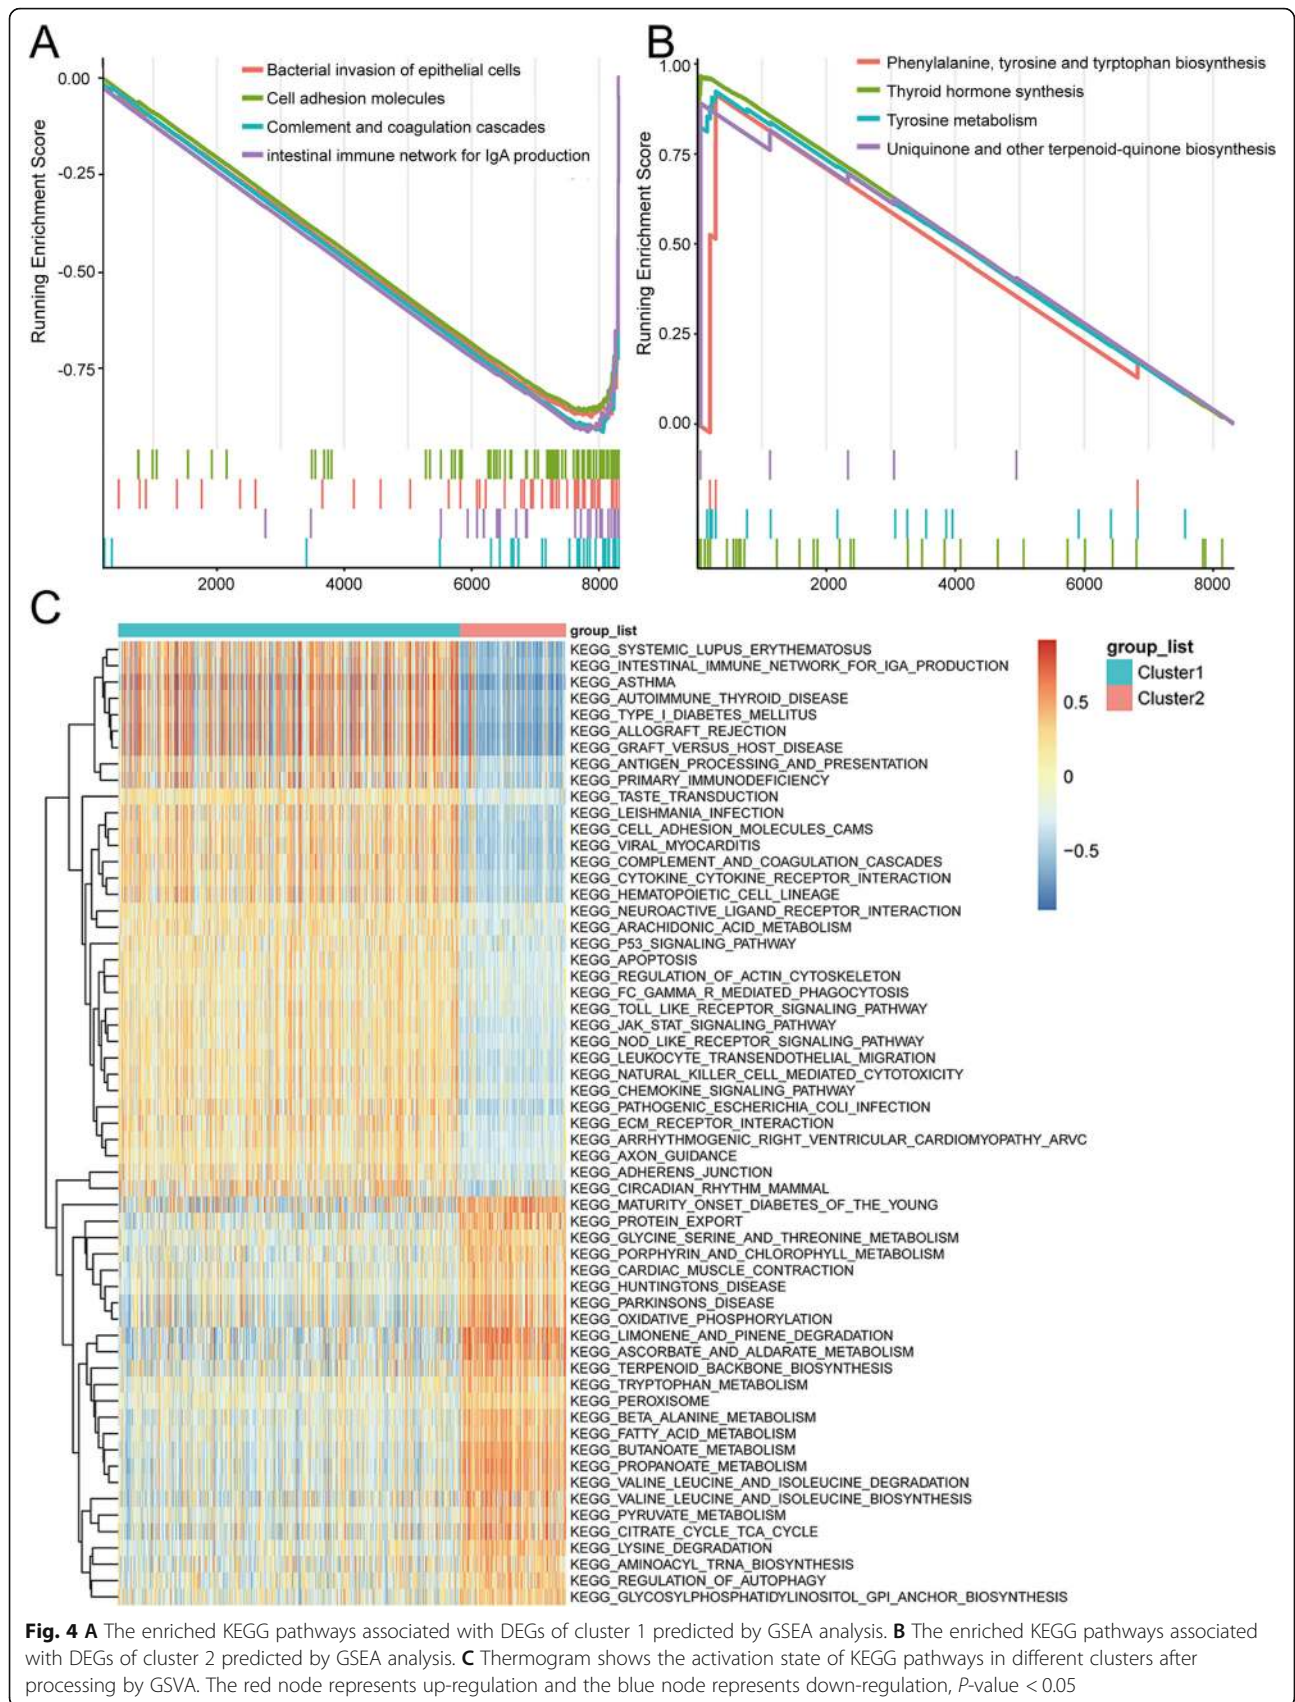 A
Bacterial invasion of epithelial cells
Cell adhesion molecules
Comlement and coagulation cascades
intestinal immune network for IgA production
Running Enrichment Score
0.00
-0.25
-0.50
-0.75
2000
4000
6000
8000
B
Phenylalanine, tyrosine and tyrptophan biosynthesis
Thyroid hormone synthesis
Tyrosine metabolism
Uniquinone and other terpenoid-quinone biosynthesis
Running Enrichment Score
1.00
0.75
0.50
0.25
0.00
2000
4000
6000
8000
C
group_list
KEGG_SYSTEMIC_LUPUS_ERYTHEMATOSUS
KEGG_INTESTINAL_IMMUNE_NETWORK_FOR_IGA_PRODUCTION
KEGG_ASTHMA
KEGG_AUTOIMMUNE_THYROID_DISEASE
KEGG_TYPE_I_DIABETES_MELLITUS
KEGG_ALLOGRAFT_REJECTION
KEGG_GRAFT_VERSUS_HOST_DISEASE
KEGG_ANTIGEN_PROCESSING_AND_PRESENTATION
KEGG_PRIMARY_IMMUNODEFICIENCY
KEGG_TASTE_TRANSDUCTION
KEGG_LEISHMANIA_INFECTION
KEGG_CELL_ADHESION_MOLECULES_CAMS
KEGG_VIRAL_MYOCARDITIS
KEGG_COMPLEMENT_AND_COAGULATION_CASCADES
KEGG_CYTOKINE_CYTOKINE_RECEPTOR_INTERACTION
KEGG_HEMATOPOIETIC_CELL_LINEAGE
KEGG_NEUROACTIVE_LIGAND_RECEPTOR_INTERACTION
KEGG_ARACHIDONIC_ACID_METABOLISM
KEGG_P53_SIGNALING_PATHWAY
KEGG_APOPTOSIS
KEGG_REGULATION_OF_ACTIN_CYTOSKELETON
KEGG_FC_GAMMA_R_MEDIATED_PHAGOCYTOSIS
KEGG_TOLL_LIKE_RECEPTOR_SIGNALING_PATHWAY
KEGG_JAK_STAT_SIGNALING_PATHWAY
KEGG_NOD_LIKE_RECEPTOR_SIGNALING_PATHWAY
KEGG_LEUKOCYTE_TRANSENDOTHELIAL_MIGRATION
KEGG_NATURAL_KILLER_CELL_MEDIATED_CYTOTOXICITY
KEGG_CHEMOKINE_SIGNALING_PATHWAY
KEGG_PATHOGENIC_ESCHERICHIA_COLI_INFECTION
KEGG_ECM_RECEPTOR_INTERACTION
KEGG_ARRHYTHMOGENIC_RIGHT_VENTRICULAR_CARDIOMYOPATHY_ARVC
KEGG_AXON_GUIDANCE
KEGG_ADHERENS_JUNCTION
KEGG_CIRCADIAN_RHYTHM_MAMMAL
KEGG_MATURITY_ONSET_DIABETES_OF_THE_YOUNG
KEGG_PROTEIN_EXPORT
KEGG_GLYCINE_SERINE_AND_THREONINE_METABOLISM
KEGG_PORPHYRIN_AND_CHLOROPHYLL_METABOLISM
KEGG_CARDIAC_MUSCLE_CONTRACTION
KEGG_HUNTINGTONS_DISEASE
KEGG_PARKINSONS_DISEASE
KEGG_OXIDATIVE_PHOSPHORYLATION
KEGG_LIMONENE_AND_PINENE_DEGRADATION
KEGG_ASCORBATE_AND_ALDARATE_METABOLISM
KEGG_TERPENOID_BACKBONE_BIOSYNTHESIS
KEGG_TRYPTOPHAN_METABOLISM
KEGG_PEROXISOME
KEGG_BETA_ALANINE_METABOLISM
KEGG_FATTY_ACID_METABOLISM
KEGG_BUTANOATE_METABOLISM
KEGG_PROPANOATE_METABOLISM
KEGG_VALINE_LEUCINE_AND_ISOLEUCINE_DEGRADATION
KEGG_VALINE_LEUCINE_AND_ISOLEUCINE_BIOSYNTHESIS
KEGG_PYRUVATE_METABOLISM
KEGG_CITRATE_CYCLE_TCA_CYCLE
KEGG_LYSINE_DEGRADATION
KEGG_AMINOACYL_TRNA_BIOSYNTHESIS
KEGG_REGULATION_OF_AUTOPHAGY
KEGG_GLYCOSYLPHOSPHATIDYLINOSITOL_GPI_ANCHOR_BIOSYNTHESIS
0.5
0
−0.5
group_list
Cluster1
Cluster2
Fig. 4 A The enriched KEGG pathways associated with DEGs of cluster 1 predicted by GSEA analysis. B The enriched KEGG pathways associated
with DEGs of cluster 2 predicted by GSEA analysis. C Thermogram shows the activation state of KEGG pathways in different clusters after
processing by GSVA. The red node represents up-regulation and the blue node represents down-regulation, P-value < 0.05